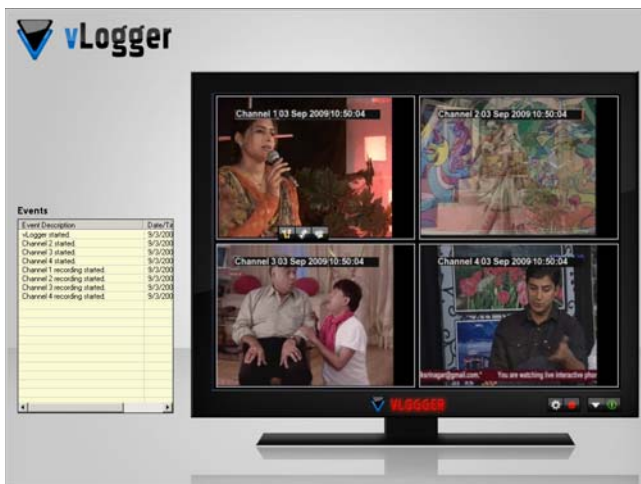 vLogger
Channel 1 03 Sep 2009 10:50:04
Channel 2 03 Sep 2009 10:50:04
Events
Event Description Date/Ti
vLogger started. 9/3/200
Channel 2 started. 9/3/200
Channel 3 started. 9/3/200
Channel 4 started. 9/3/200
Channel 1 recording started. 9/3/200
Channel 2 recording started. 9/3/200
Channel 3 recording started. 9/3/200
Channel 4 recording started. 9/3/200
Channel 3 03 Sep 2009 10:50:04
Channel 4 03 Sep 2009 10:50:04
You are watching live interactive
VLOGGER